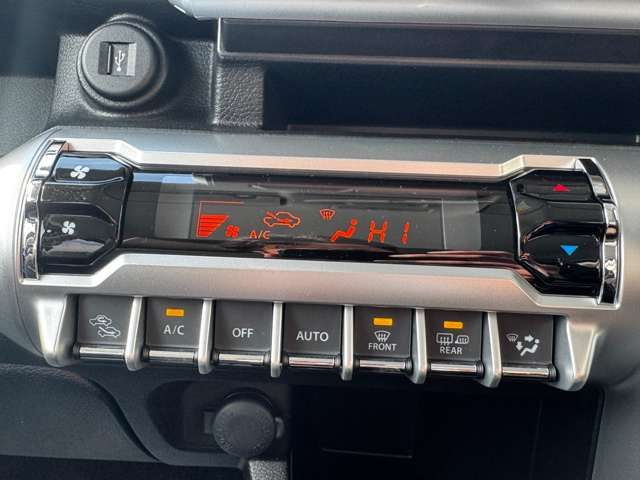 A/C HI
A/C
OFF
AUTO
FRONT
REAR